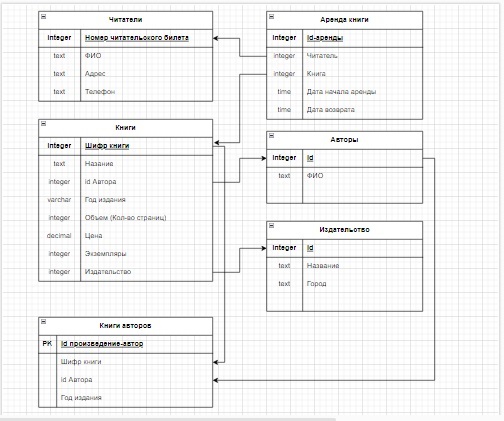 Читатели
Integer Номер читательского билета
text ФИО
text Адрес
text Телефон
Аренда книги
Integer Id-аренды
integer Читатель
integer Книга
time Дата начала аренды
time Дата возврата
Книги
Integer Шифр книги
text Назание
integer id Автора
varchar Год издания
integer Объем (Кол-во страниц)
decimal Цена
integer Экземпляры
integer Издательство
Авторы
Integer Id
text ФИО
Издательство
Integer Id
text Название
text Город
Книги авторов
PK Id произведение-автор
Шифр книги
id Автора
Год издания